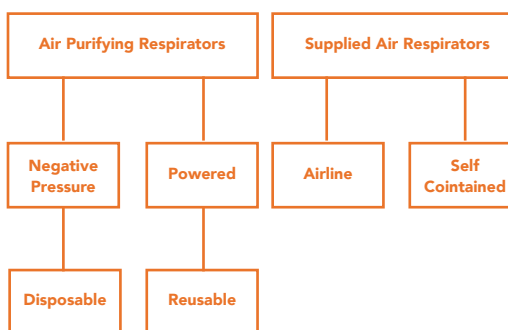 Air Purifying Respirators
Supplied Air Respirators
Negative
Pressure
Powered
Airline
Self
Cointained
Disposable
Reusable